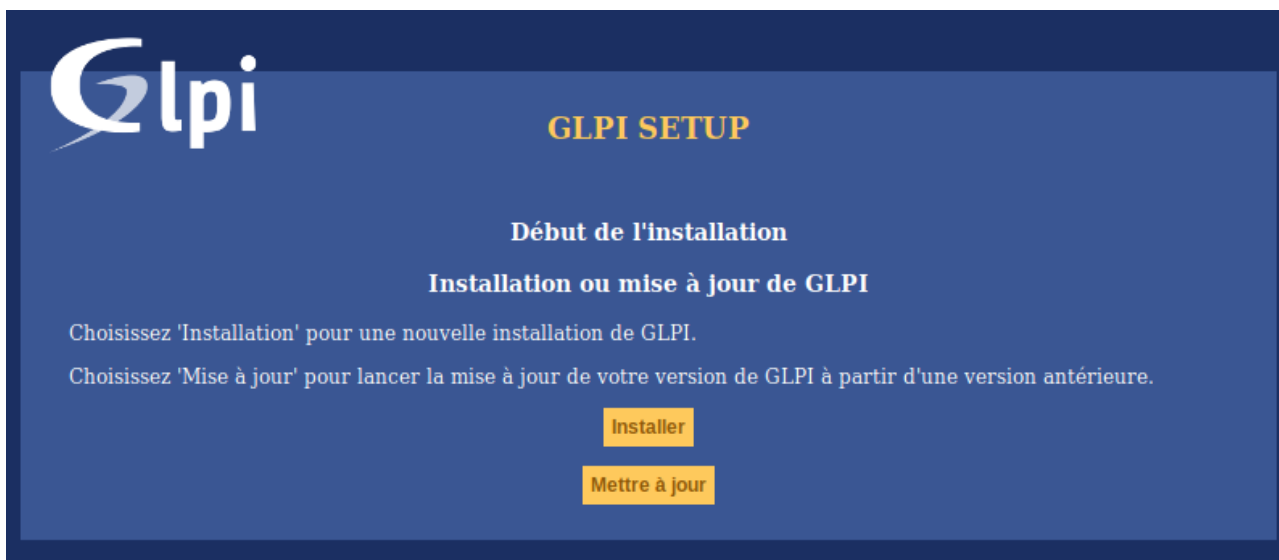 Glpi
GLPI SETUP
Début de l'installation
Installation ou mise à jour de GLPI
Choisissez 'Installation' pour une nouvelle installation de GLPI.
Choisissez 'Mise à jour' pour lancer la mise à jour de votre version de GLPI à partir d'une version antérieure.
Installer
Mettre à jour